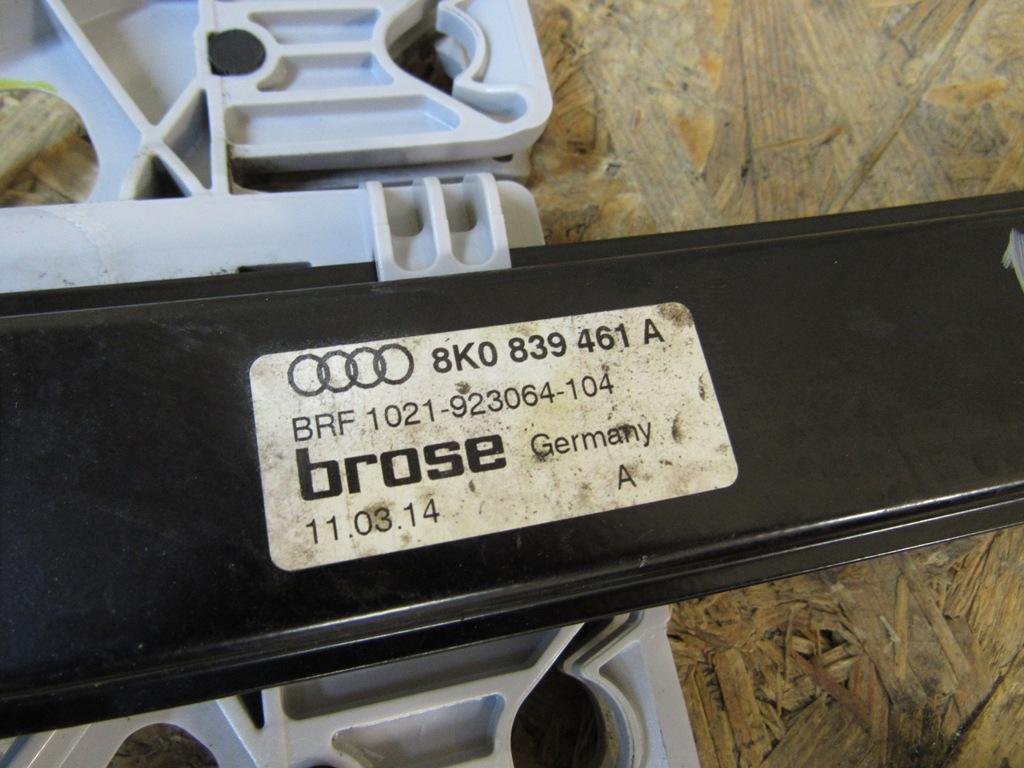 8K0 839 461 A
BRF 1021-923064-104
brose Germany
11.03.14 A